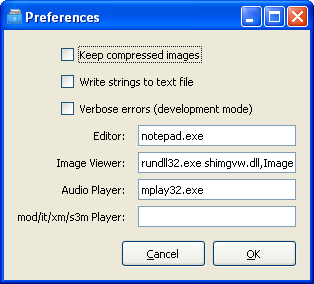 Preferences
Keep compressed images
Write strings to text file
Verbose errors (development mode)
Editor: notepad.exe
Image Viewer: rundll32.exe shimgvw.dll,Image
Audio Player: mplay32.exe
mod/it/xm/s3m Player:
Cancel OK